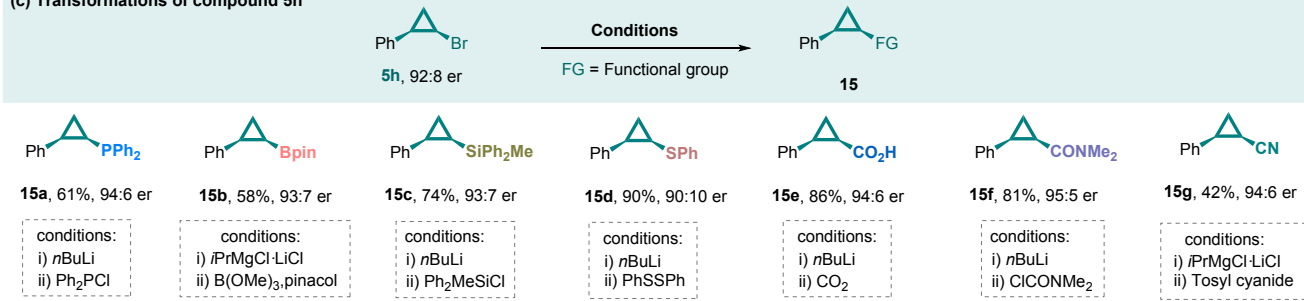 (c) Transformations of compound 5h
Ph
Br
5h, 92:8 er
Conditions
FG = Functional group
Ph
FG
15
Ph
PPh2
15a, 61%, 94:6 er
conditions:
i) nBuLi
ii) Ph2PCl
Ph
Bpin
15b, 58%, 93:7 er
conditions:
i) iPrMgCl·LiCl
ii) B(OMe)3,pinacol
Ph
SiPh2Me
15c, 74%, 93:7 er
conditions:
i) nBuLi
ii) Ph2MeSiCl
Ph
SPh
15d, 90%, 90:10 er
conditions:
i) nBuLi
ii) PhSSPh
Ph
CO2H
15e, 86%, 94:6 er
conditions:
i) nBuLi
ii) CO2
Ph
CONMe2
15f, 81%, 95:5 er
conditions:
i) nBuLi
ii) ClCONMe2
Ph
CN
15g, 42%, 94:6 er
conditions:
i) iPrMgCl·LiCl
ii) Tosyl cyanide